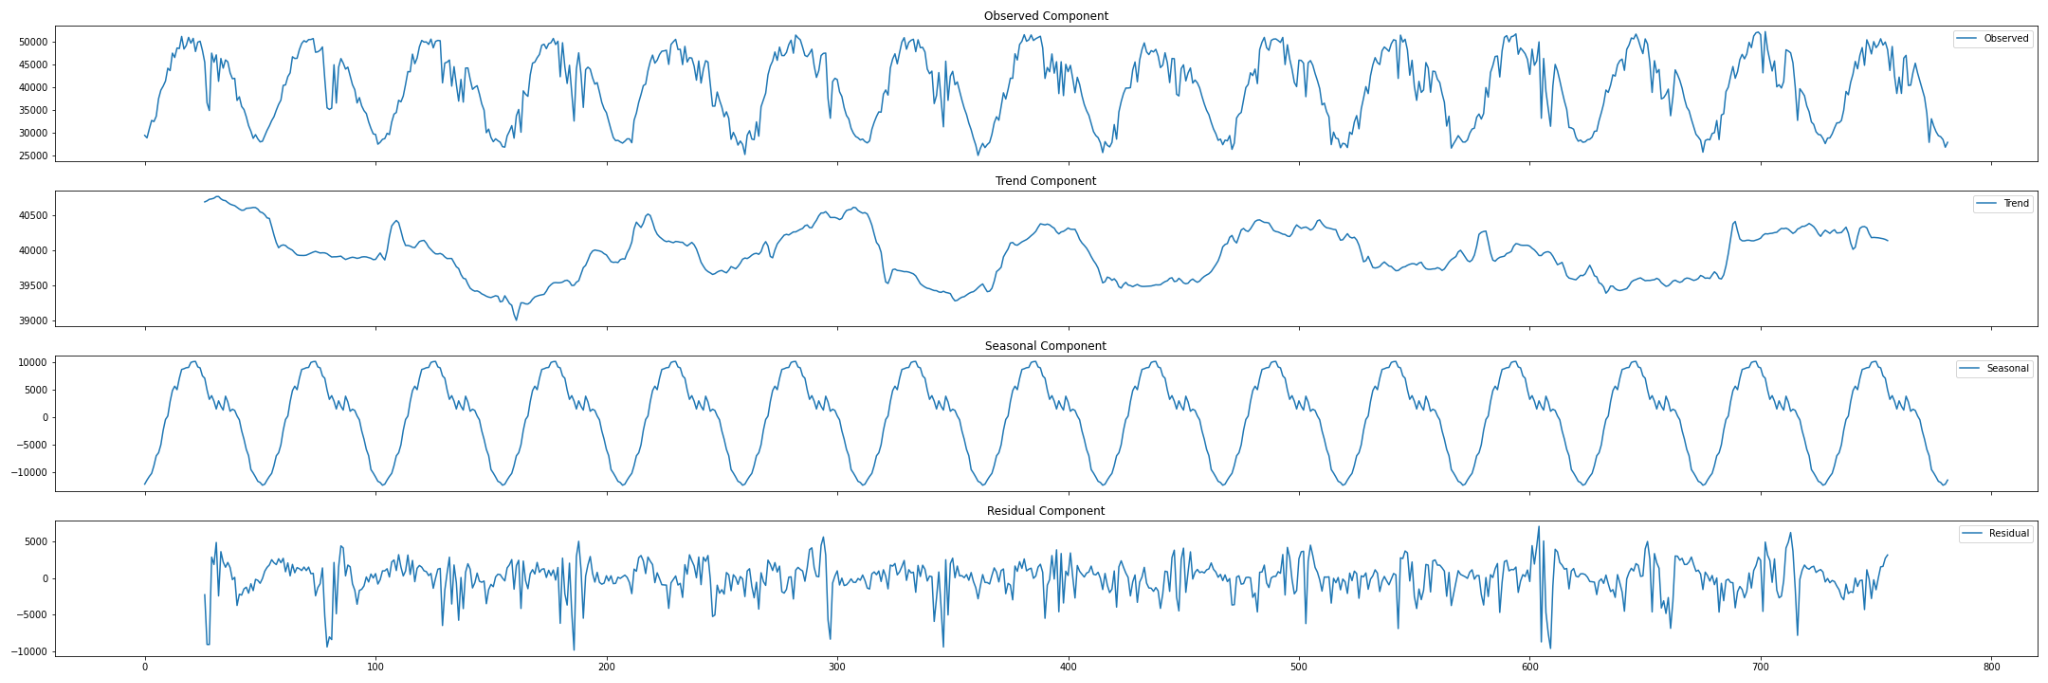 Observed Component
50000
45000
40000
35000
30000
25000
Observed
Trend Component
40500
40000
39500
39000
Trend
Seasonal Component
10000
5000
0
−5000
−10000
Seasonal
Residual Component
5000
0
−5000
−10000
Residual
0 100 200 300 400 500 600 700 800